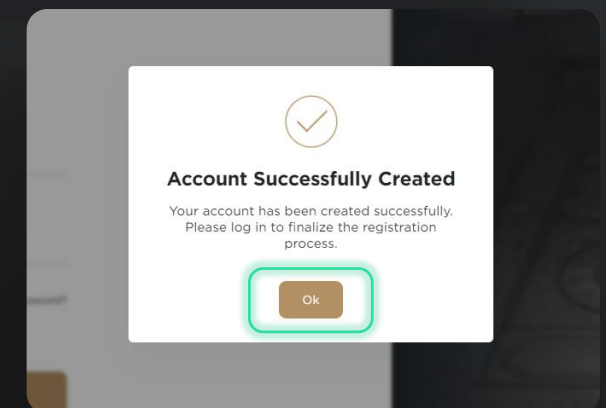 Account Successfully Created
Your account has been created successfully.
Please log in to finalize the registration
process.
Ok